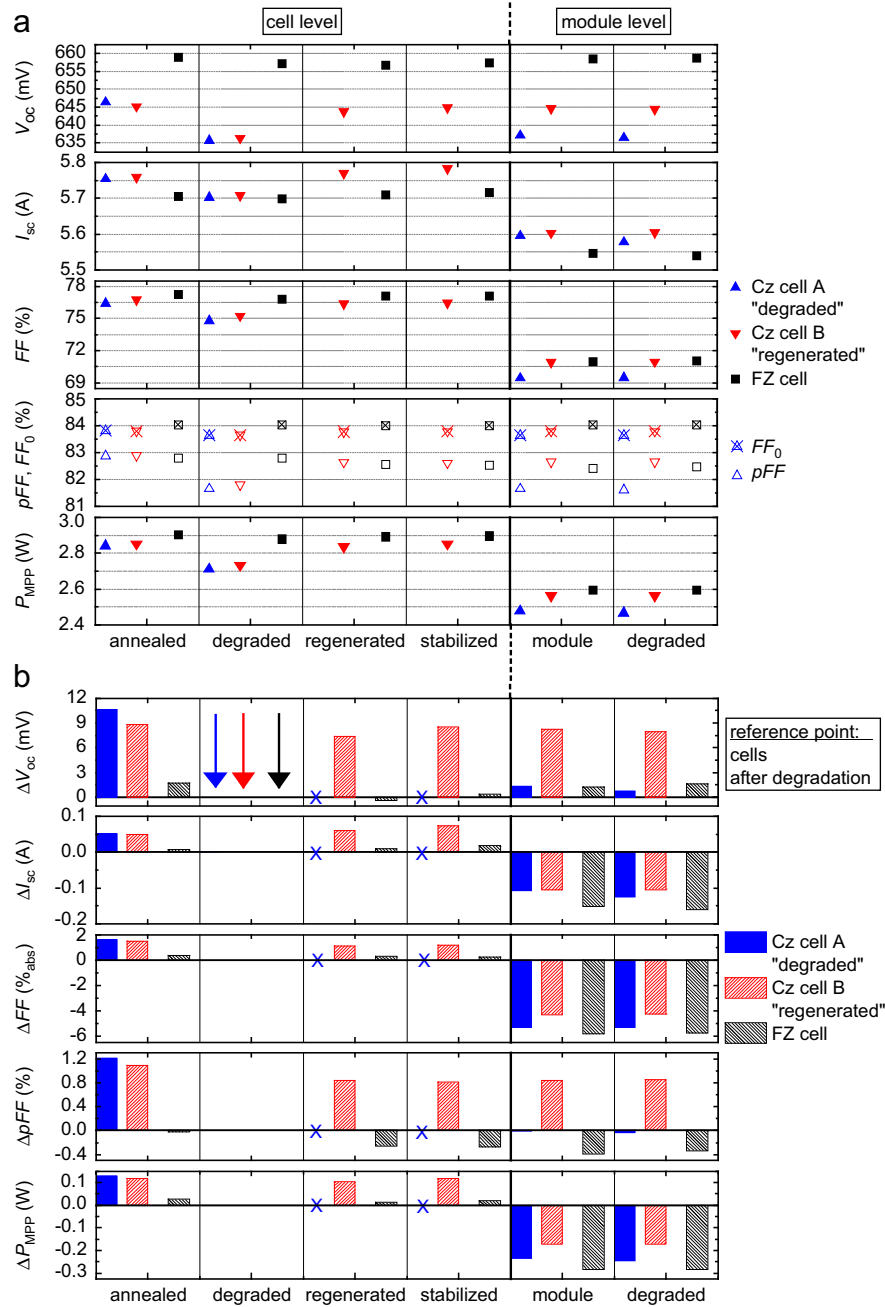 a
cell level
module level
V_oc (mV)
660
655
645
635
I_sc (A)
5.8
5.7
5.6
5.5
FF (%)
78
75
72
69
pFF, FF_0 (%)
85
84
83
82
81
P_MPP (W)
3.0
2.8
2.6
2.4
annealed degraded regenerated stabilized module degraded
Cz cell A
"degraded"
Cz cell B
"regenerated"
FZ cell
FF_0
pFF
b
ΔV_oc (mV)
12
9
6
3
0
X X
reference point:
cells
after degradation
ΔI_sc (A)
0.1
0.0
-0.1
-0.2
X X
ΔFF (%_abs)
2
0
-2
-4
-6
X X
ΔpFF (%)
1.2
0.8
0.4
0.0
-0.4
X X
ΔP_MPP (W)
0.1
0.0
-0.1
-0.2
-0.3
X X
annealed degraded regenerated stabilized module degraded
Cz cell A
"degraded"
Cz cell B
"regenerated"
FZ cell